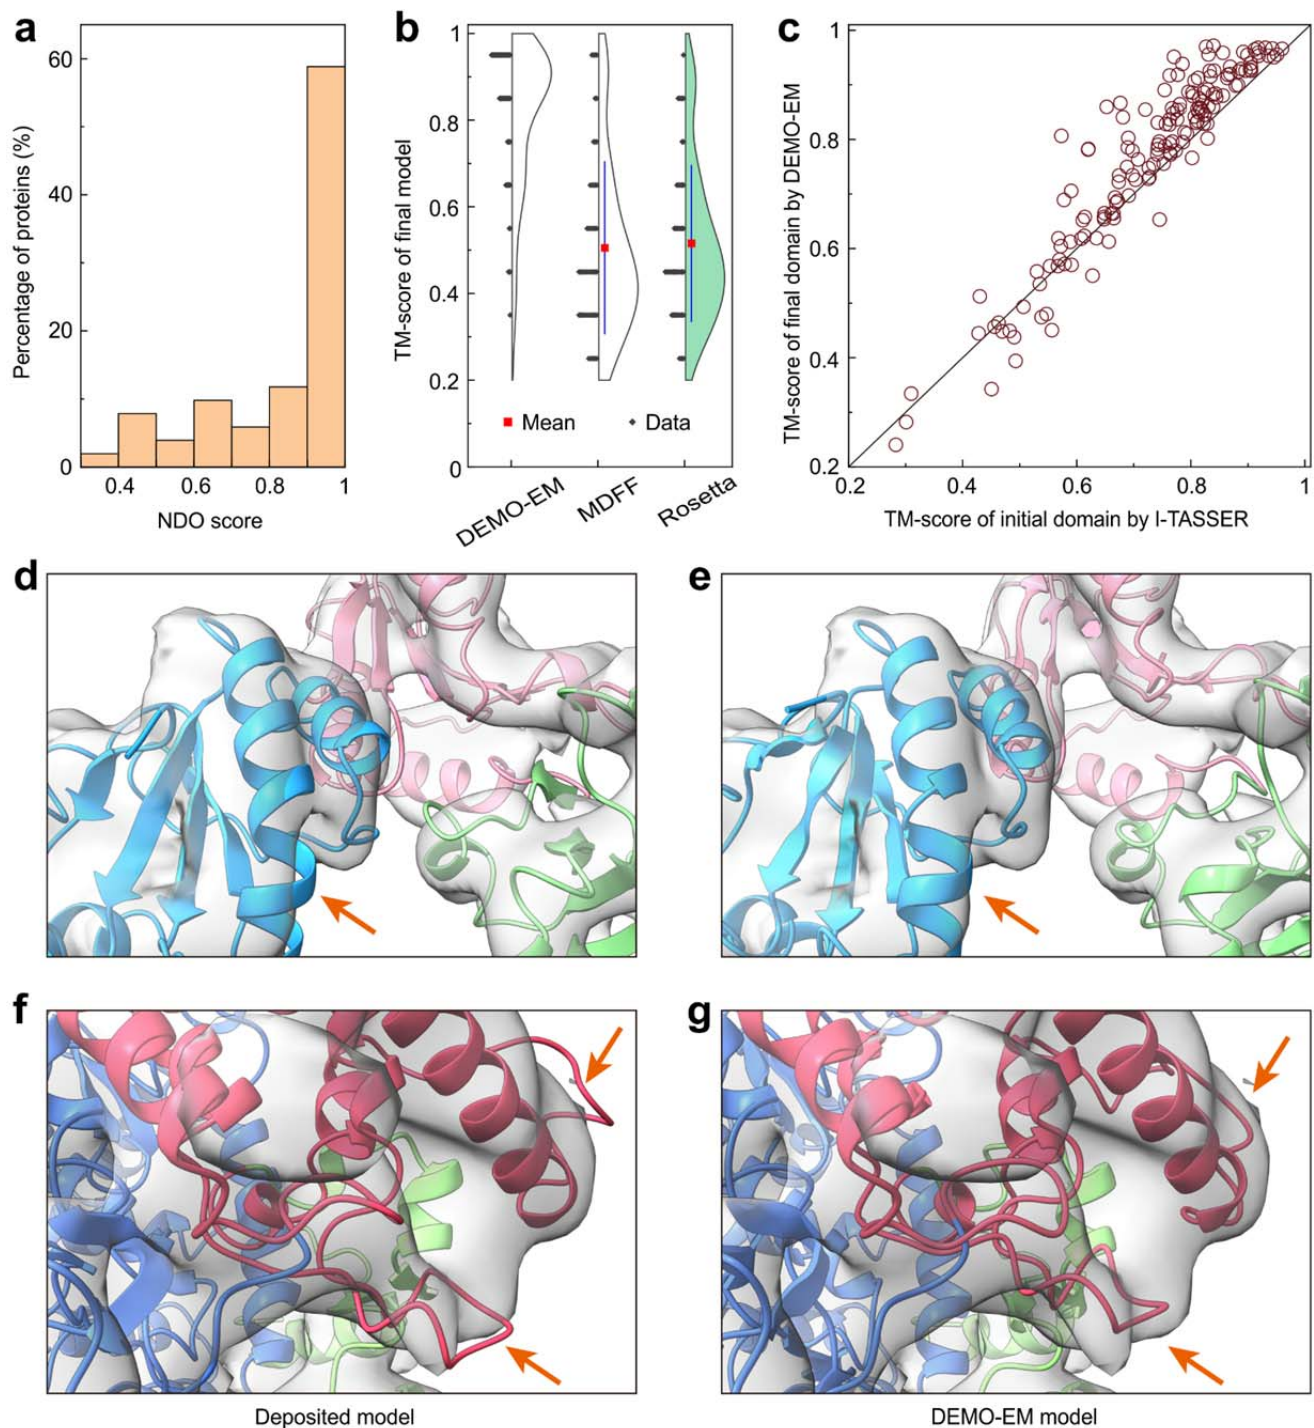 a
60
40
20
0
Percentage of proteins (%)
0.4 0.6 0.8 1
NDO score
b
1
0.8
0.6
0.4
0.2
0
TM-score of final model
Mean Data
DEMO-EM MDFF Rosetta
c
1
0.8
0.6
0.4
0.2
TM-score of final domain by DEMO-EM
0.2 0.4 0.6 0.8 1
TM-score of initial domain by I-TASSER
d
e
f
g
Deposited model
DEMO-EM model